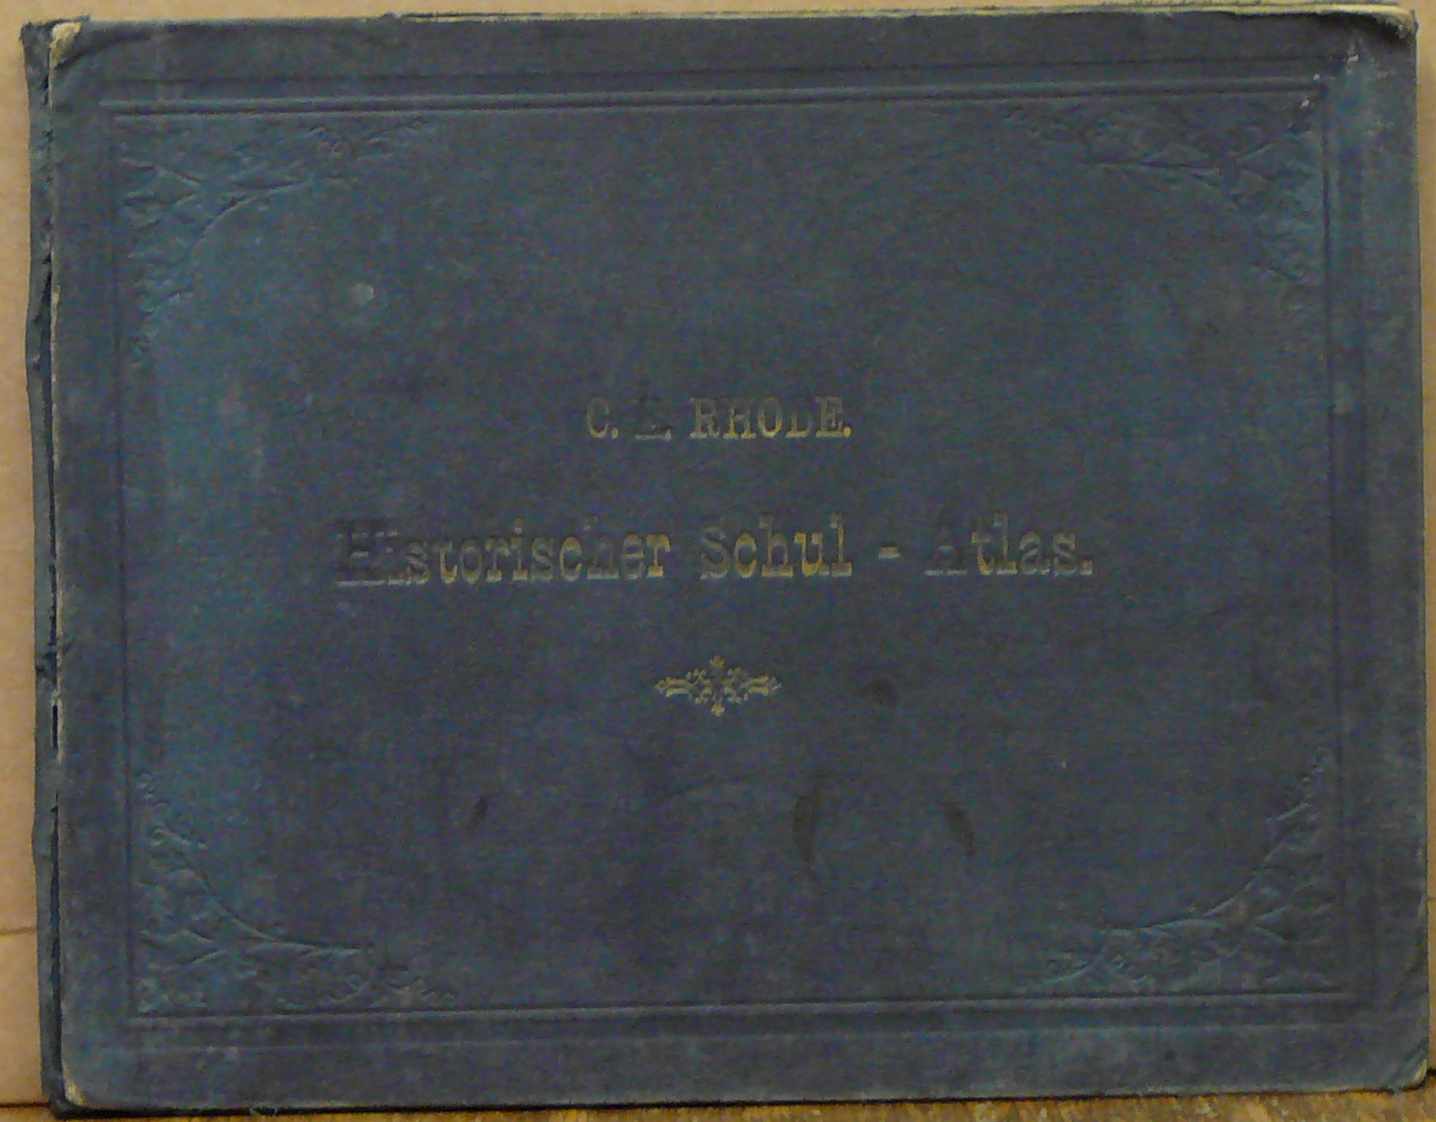 C. E. RHODE.
Historischer Schul - Atlas.